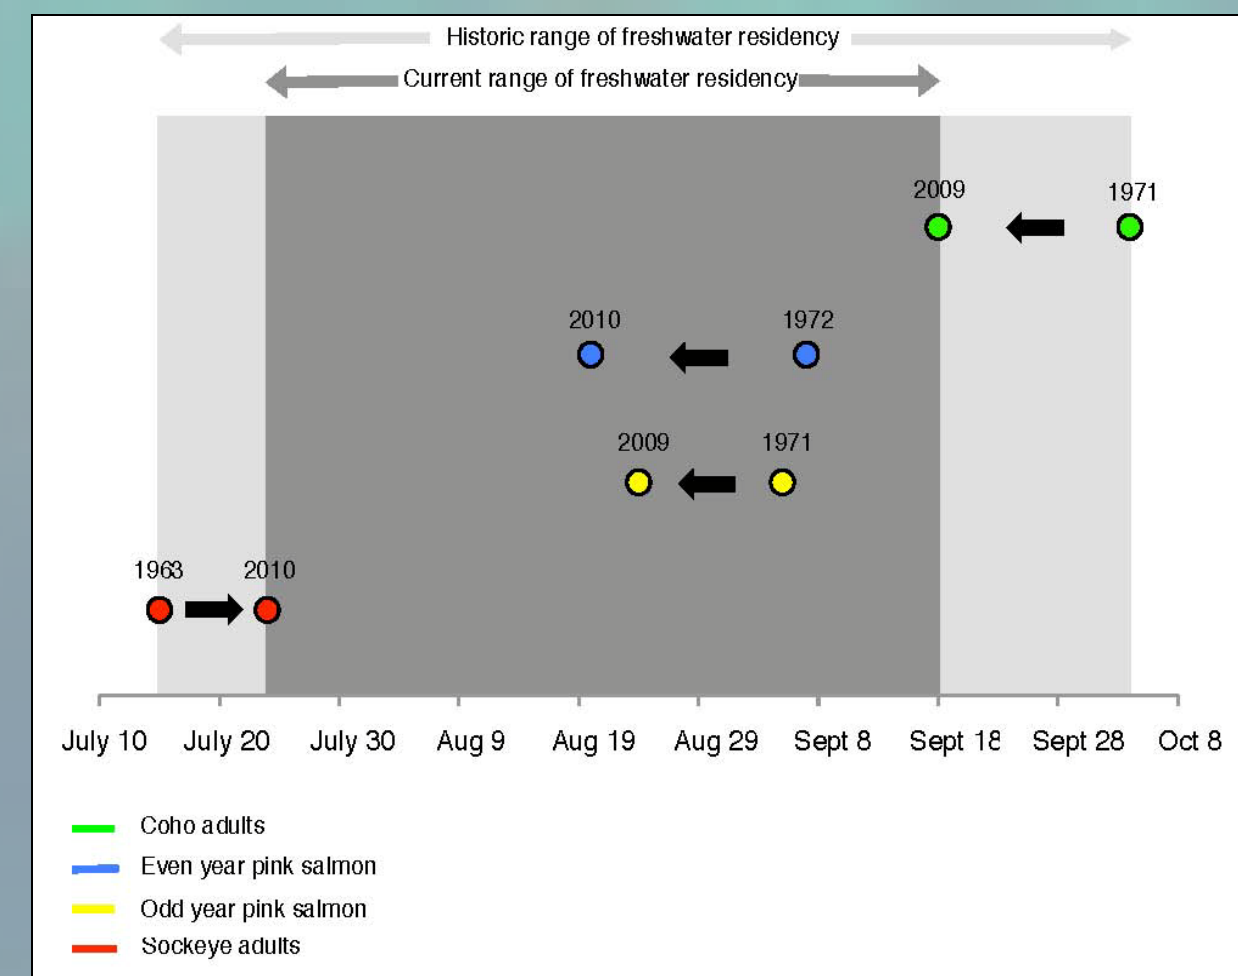 Historic range of freshwater residency
Current range of freshwater residency
2009 1971
2010 1972
2009 1971
1963 2010
July 10 July 20 July 30 Aug 9 Aug 19 Aug 29 Sept 8 Sept 18 Sept 28 Oct 8
Coho adults
Even year pink salmon
Odd year pink salmon
Sockeye adults